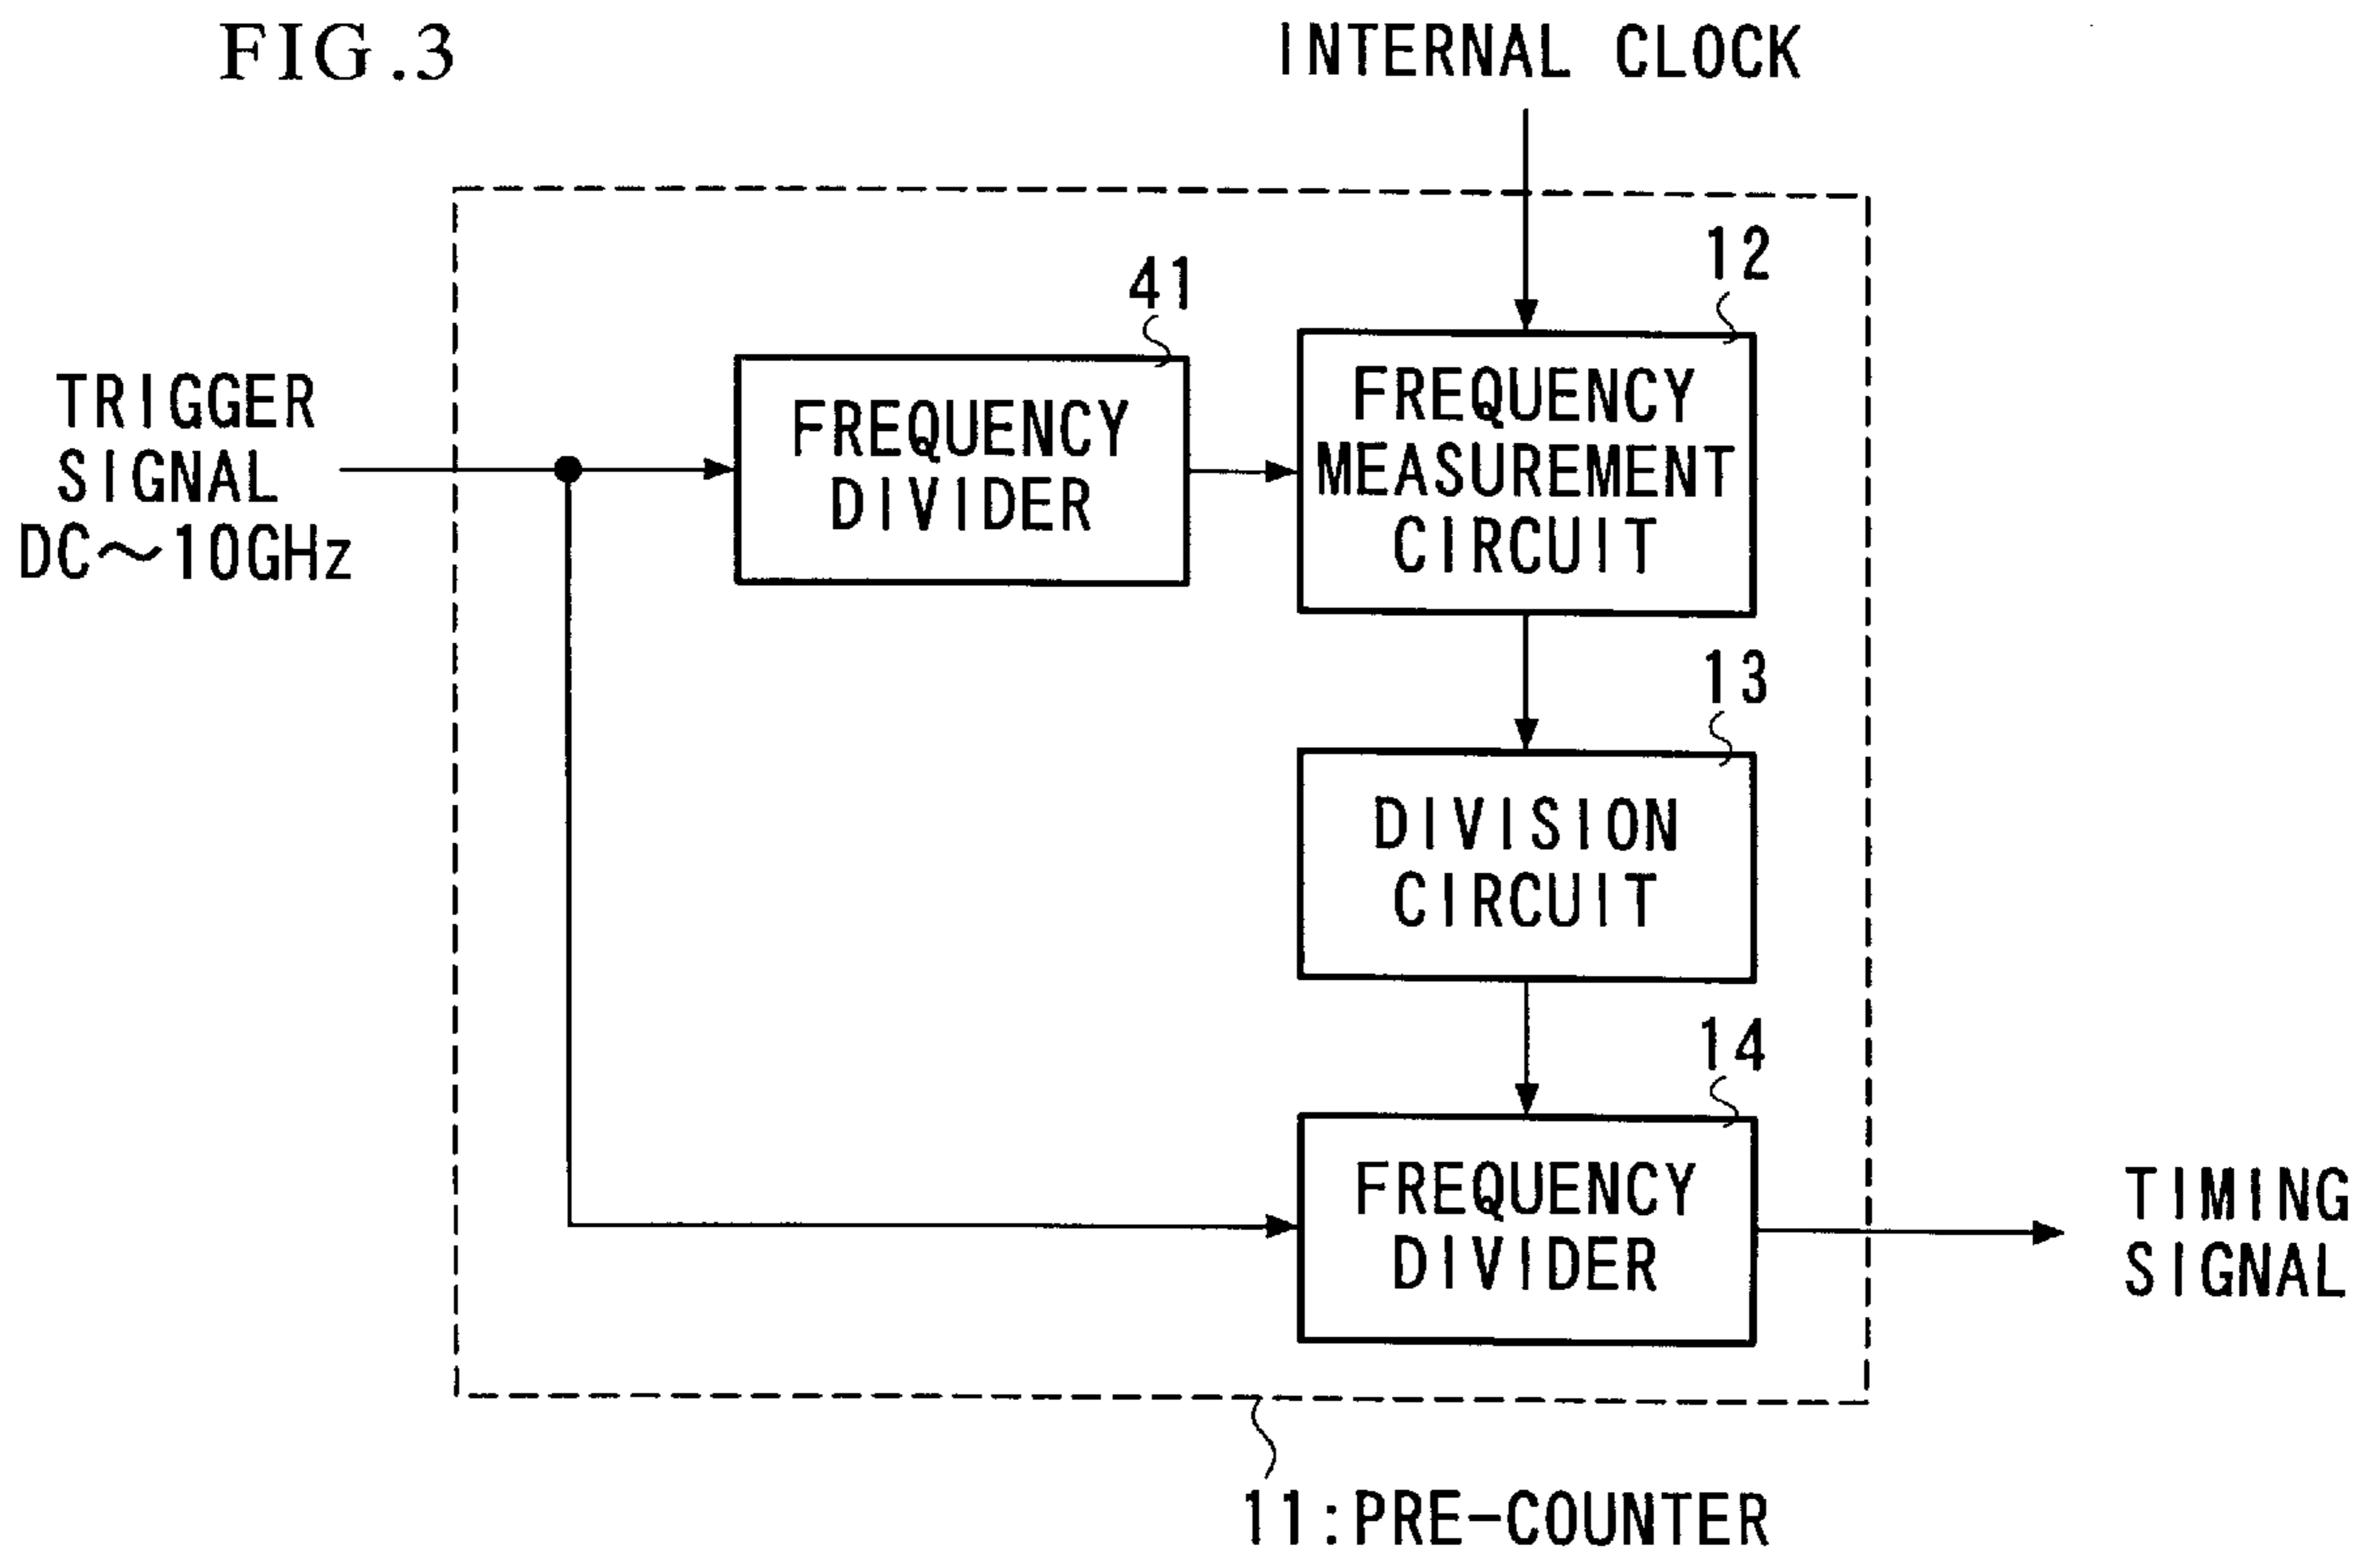 FIG.3
INTERNAL CLOCK
12
41
TRIGGER
SIGNAL
DC～10GHz
FREQUENCY
DIVIDER
FREQUENCY
MEASUREMENT
CIRCUIT
13
DIVISION
CIRCUIT
14
FREQUENCY
DIVIDER
TIMING
SIGNAL
11:PRE-COUNTER